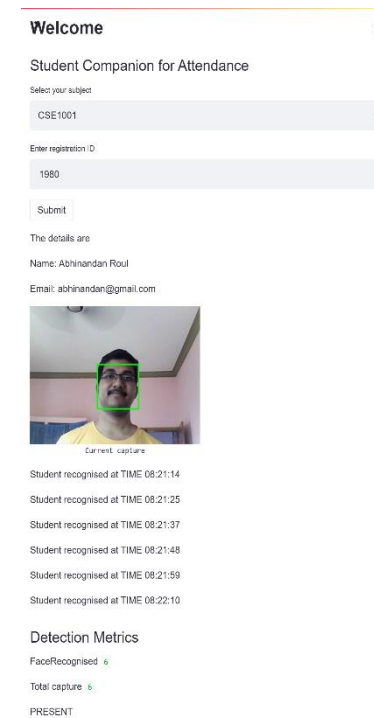 Welcome
Student Companion for Attendance
Select your subject
CSE1001
Enter registration ID
1980
Submit
The details are
Name: Abhinandan Roul
Email: abhinandan@gmail.com
Current capture
Student recognised at TIME 08:21:14
Student recognised at TIME 08:21:25
Student recognised at TIME 08:21:37
Student recognised at TIME 08:21:48
Student recognised at TIME 08:21:59
Student recognised at TIME 08:22:10
Detection Metrics
FaceRecognised 6
Total capture 6
PRESENT